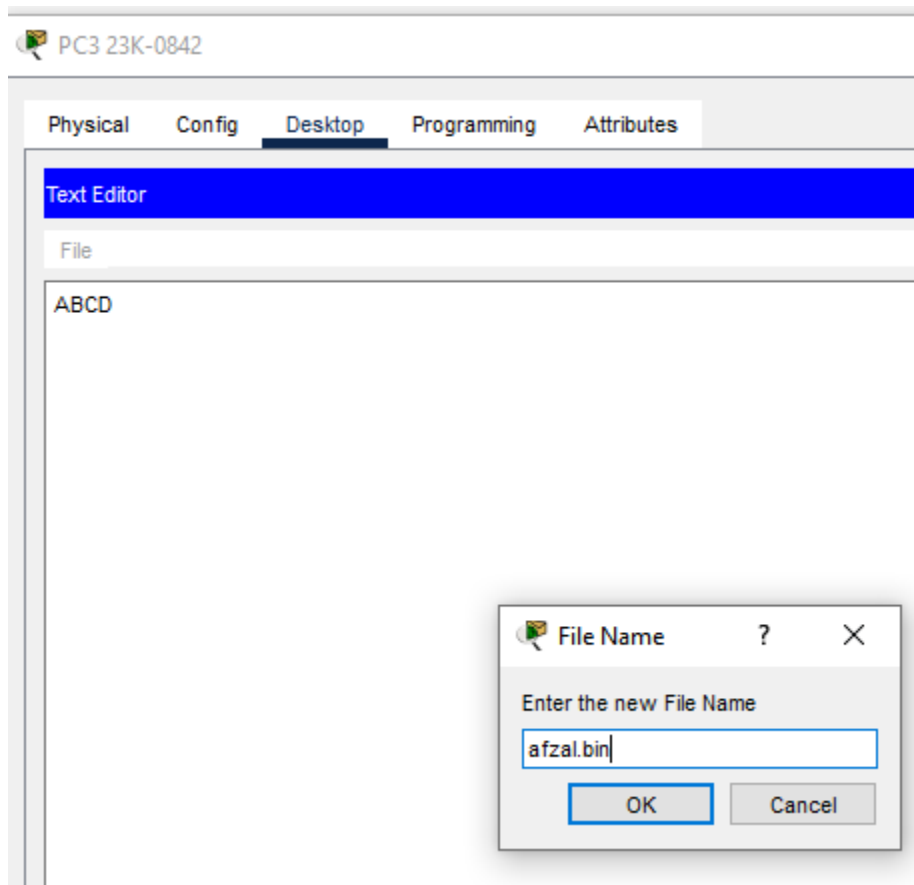 PC3 23K-0842
Physical Config Desktop Programming Attributes
Text Editor
File
ABCD
File Name ?
Enter the new File Name
afzal.bin
OK Cancel